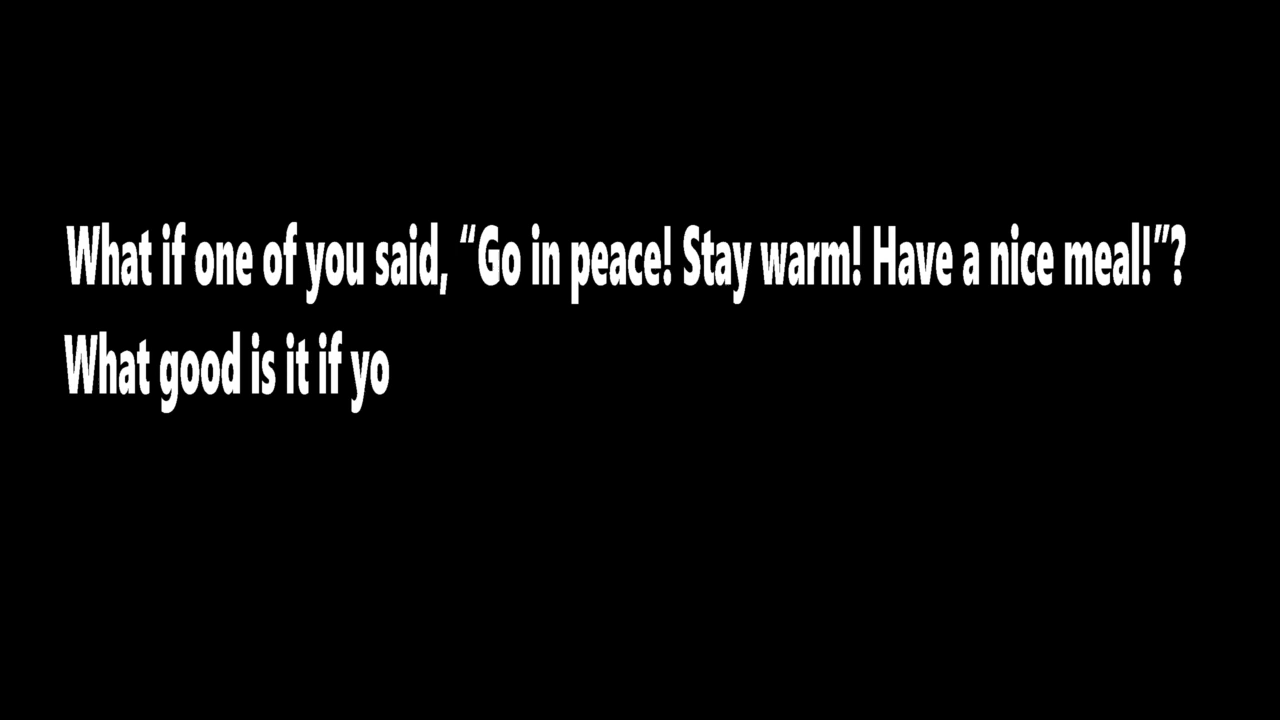 What if one of you said, “Go in peace! Stay warm! Have a nice meal!”?
What good is it if yo